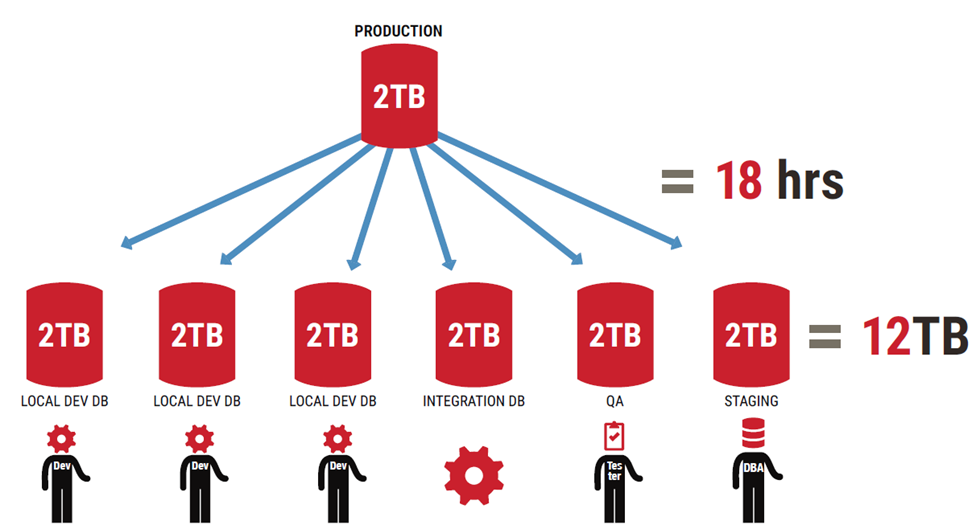 PRODUCTION
2TB
= 18 hrs
2TB
2TB
2TB
2TB
2TB
2TB
= 12TB
LOCAL DEV DB
LOCAL DEV DB
LOCAL DEV DB
INTEGRATION DB
QA
STAGING
Dev
Dev
Dev
Tes
ter
DBA